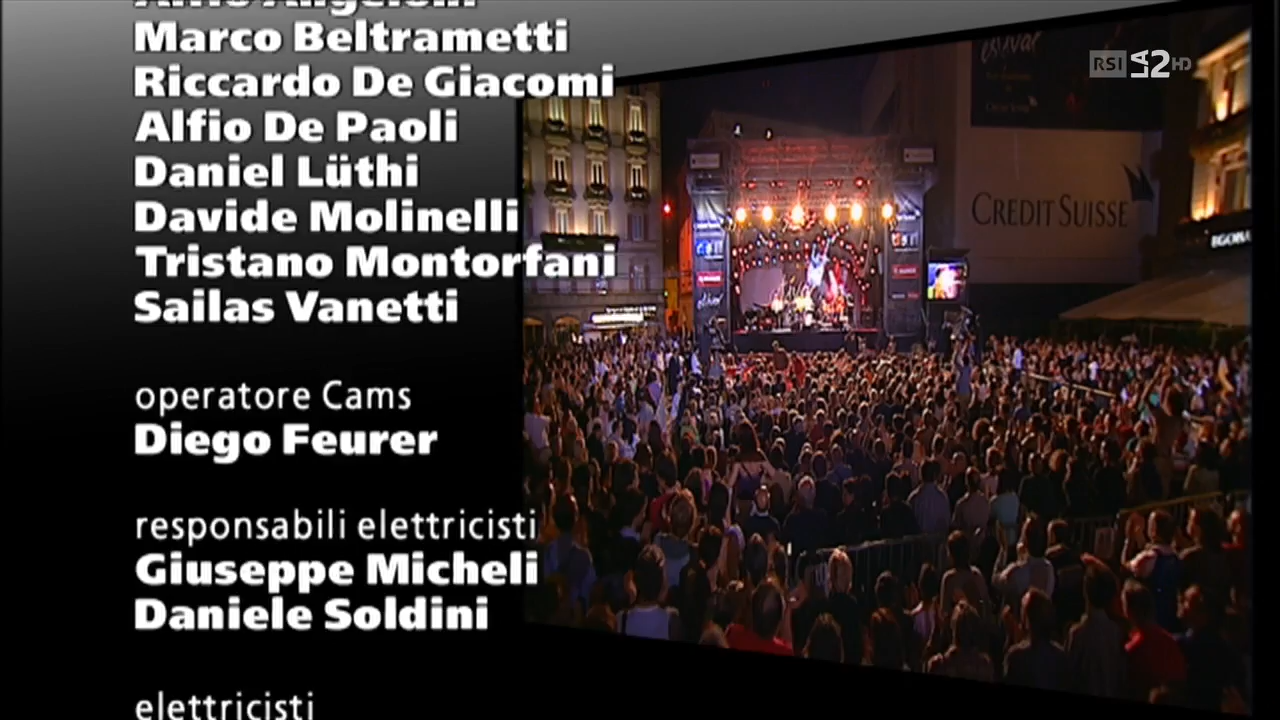 Marco Beltrametti
Riccardo De Giacomi
Alfio De Paoli
Daniel Lüthi
Davide Molinelli
Tristano Montorfani
Sailas Vanetti
operatore Cams
Diego Feurer
responsabili elettricisti
Giuseppe Micheli
Daniele Soldini
elettricisti
RSI LA 2 HD
CREDIT SUISSE